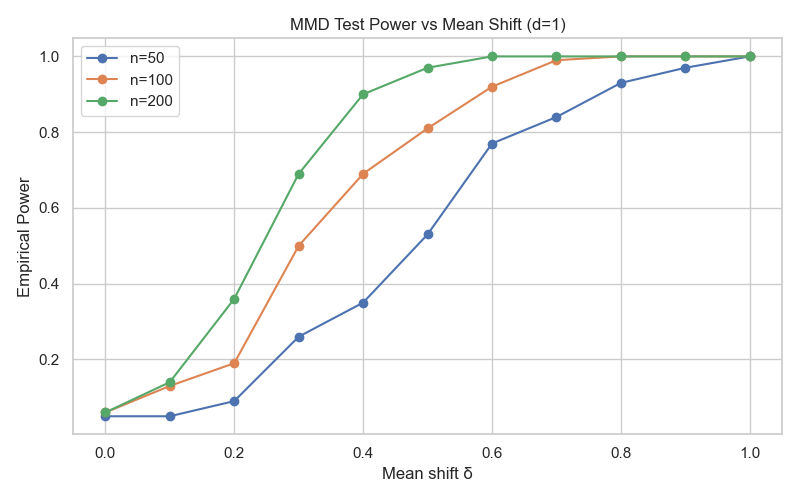 MMD Test Power vs Mean Shift (d=1)
n=50
n=100
n=200
Empirical Power
1.0
0.8
0.6
0.4
0.2
0.0 0.2 0.4 0.6 0.8 1.0
Mean shift δ